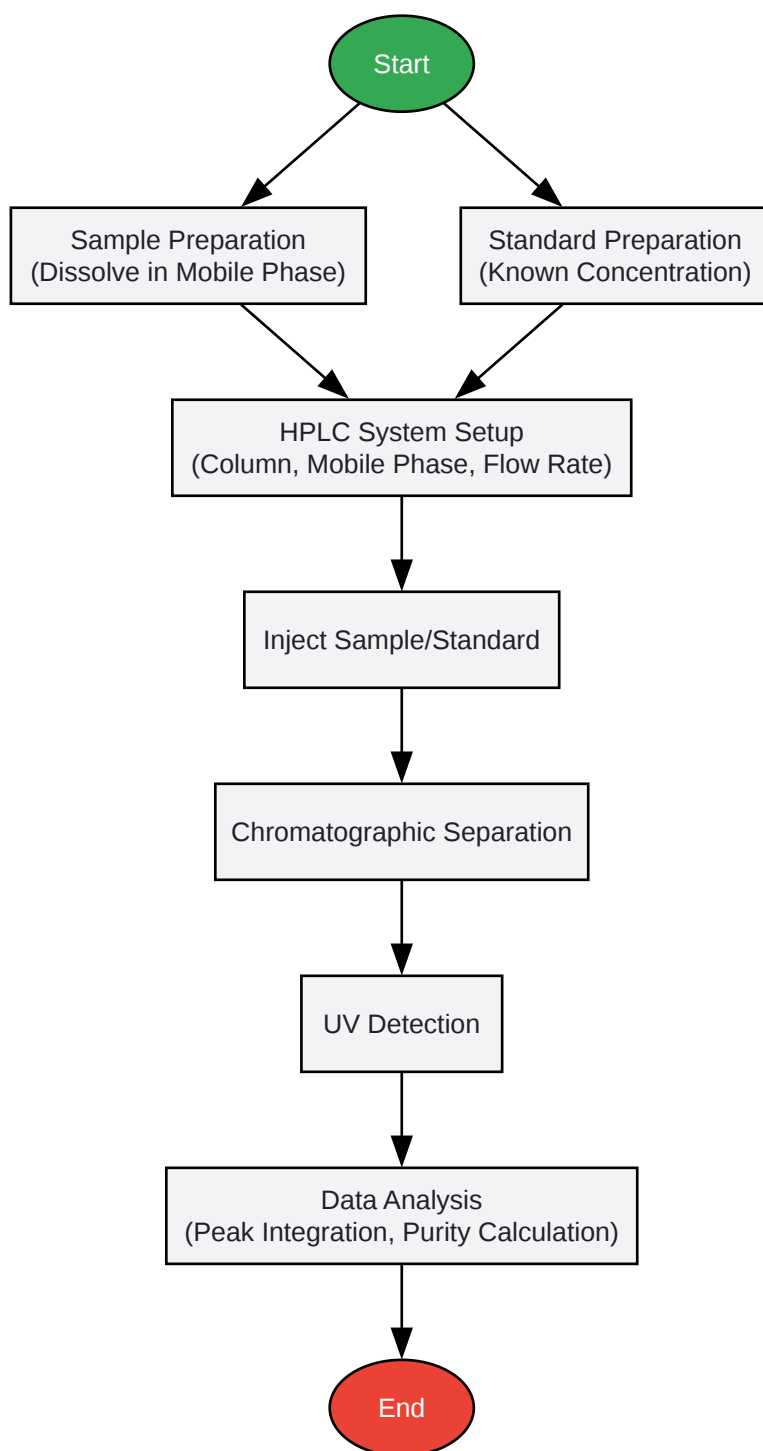 Start
Sample Preparation
(Dissolve in Mobile Phase)
Standard Preparation
(Known Concentration)
HPLC System Setup
(Column, Mobile Phase, Flow Rate)
Inject Sample/Standard
Chromatographic Separation
UV Detection
Data Analysis
(Peak Integration, Purity Calculation)
End